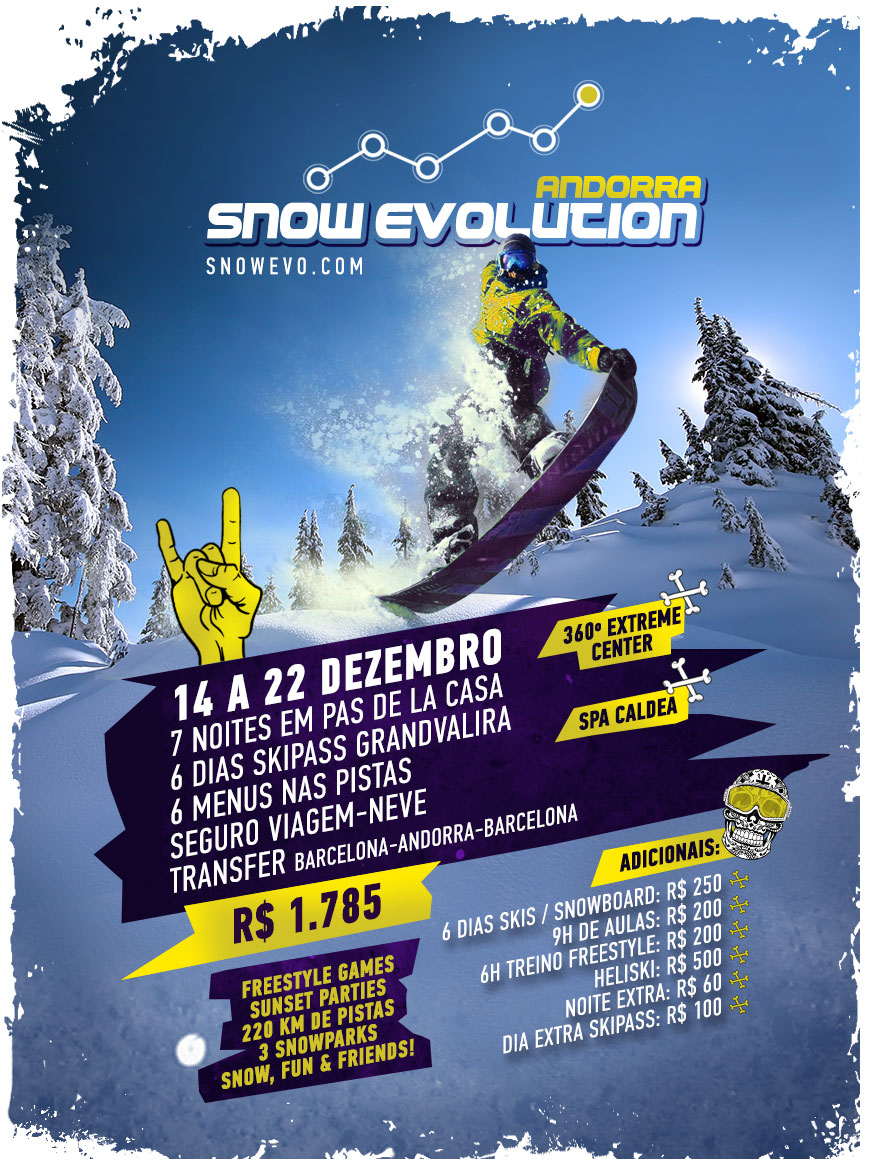 ANDORRA
SNOW EVOLUTION
SNOWEVO.COM
360º EXTREME
CENTER
SPA CALDEA
14 A 22 DEZEMBRO
7 NOITES EM PAS DE LA CASA
6 DIAS SKIPASS GRANDVALIRA
6 MENUS NAS PISTAS
SEGURO VIAGEM-NEVE
TRANSFER BARCELONA-ANDORRA-BARCELONA
R$ 1.785
FREESTYLE GAMES
SUNSET PARTIES
220 KM DE PISTAS
3 SNOWPARKS
SNOW, FUN & FRIENDS!
ADICIONAIS:
6 DIAS SKIS / SNOWBOARD: R$ 250
9H DE AULAS: R$ 200
6H TREINO FREESTYLE: R$ 200
HELISKI: R$ 500
NOITE EXTRA: R$ 60
DIA EXTRA SKIPASS: R$ 100